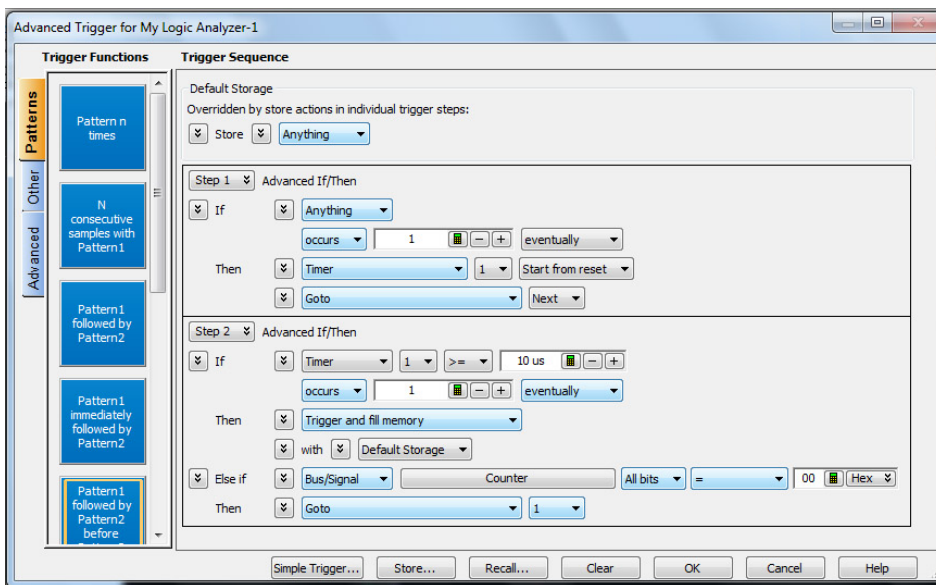 Advanced Trigger for My Logic Analyzer-1
Trigger Functions
Trigger Sequence
Patterns
Other
Advanced
Pattern n
times
N
consecutive
samples with
Pattern1
Pattern1
followed by
Pattern2
Pattern1
immediately
followed by
Pattern2
Pattern1
followed by
Pattern2
before
Default Storage
Overridden by store actions in individual trigger steps:
Store Anything
Step 1 Advanced If/Then
If Anything
occurs 1 - + eventually
Then Timer 1 Start from reset
Goto Next
Step 2 Advanced If/Then
If Timer 1 >= 10 us - +
occurs 1 - + eventually
Then Trigger and fill memory
with Default Storage
Else if Bus/Signal Counter All bits = 00 Hex
Then Goto 1
Simple Trigger... Store... Recall... Clear OK Cancel Help